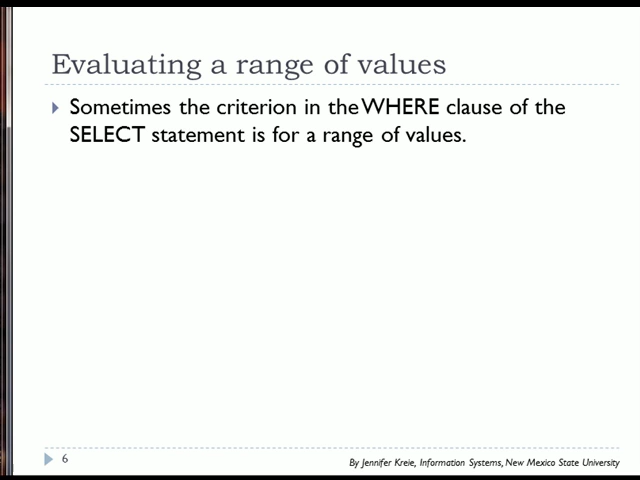 Evaluating a range of values
Sometimes the criterion in the WHERE clause of the
SELECT statement is for a range of values.
6
By Jennifer Kreie, Information Systems, New Mexico State University